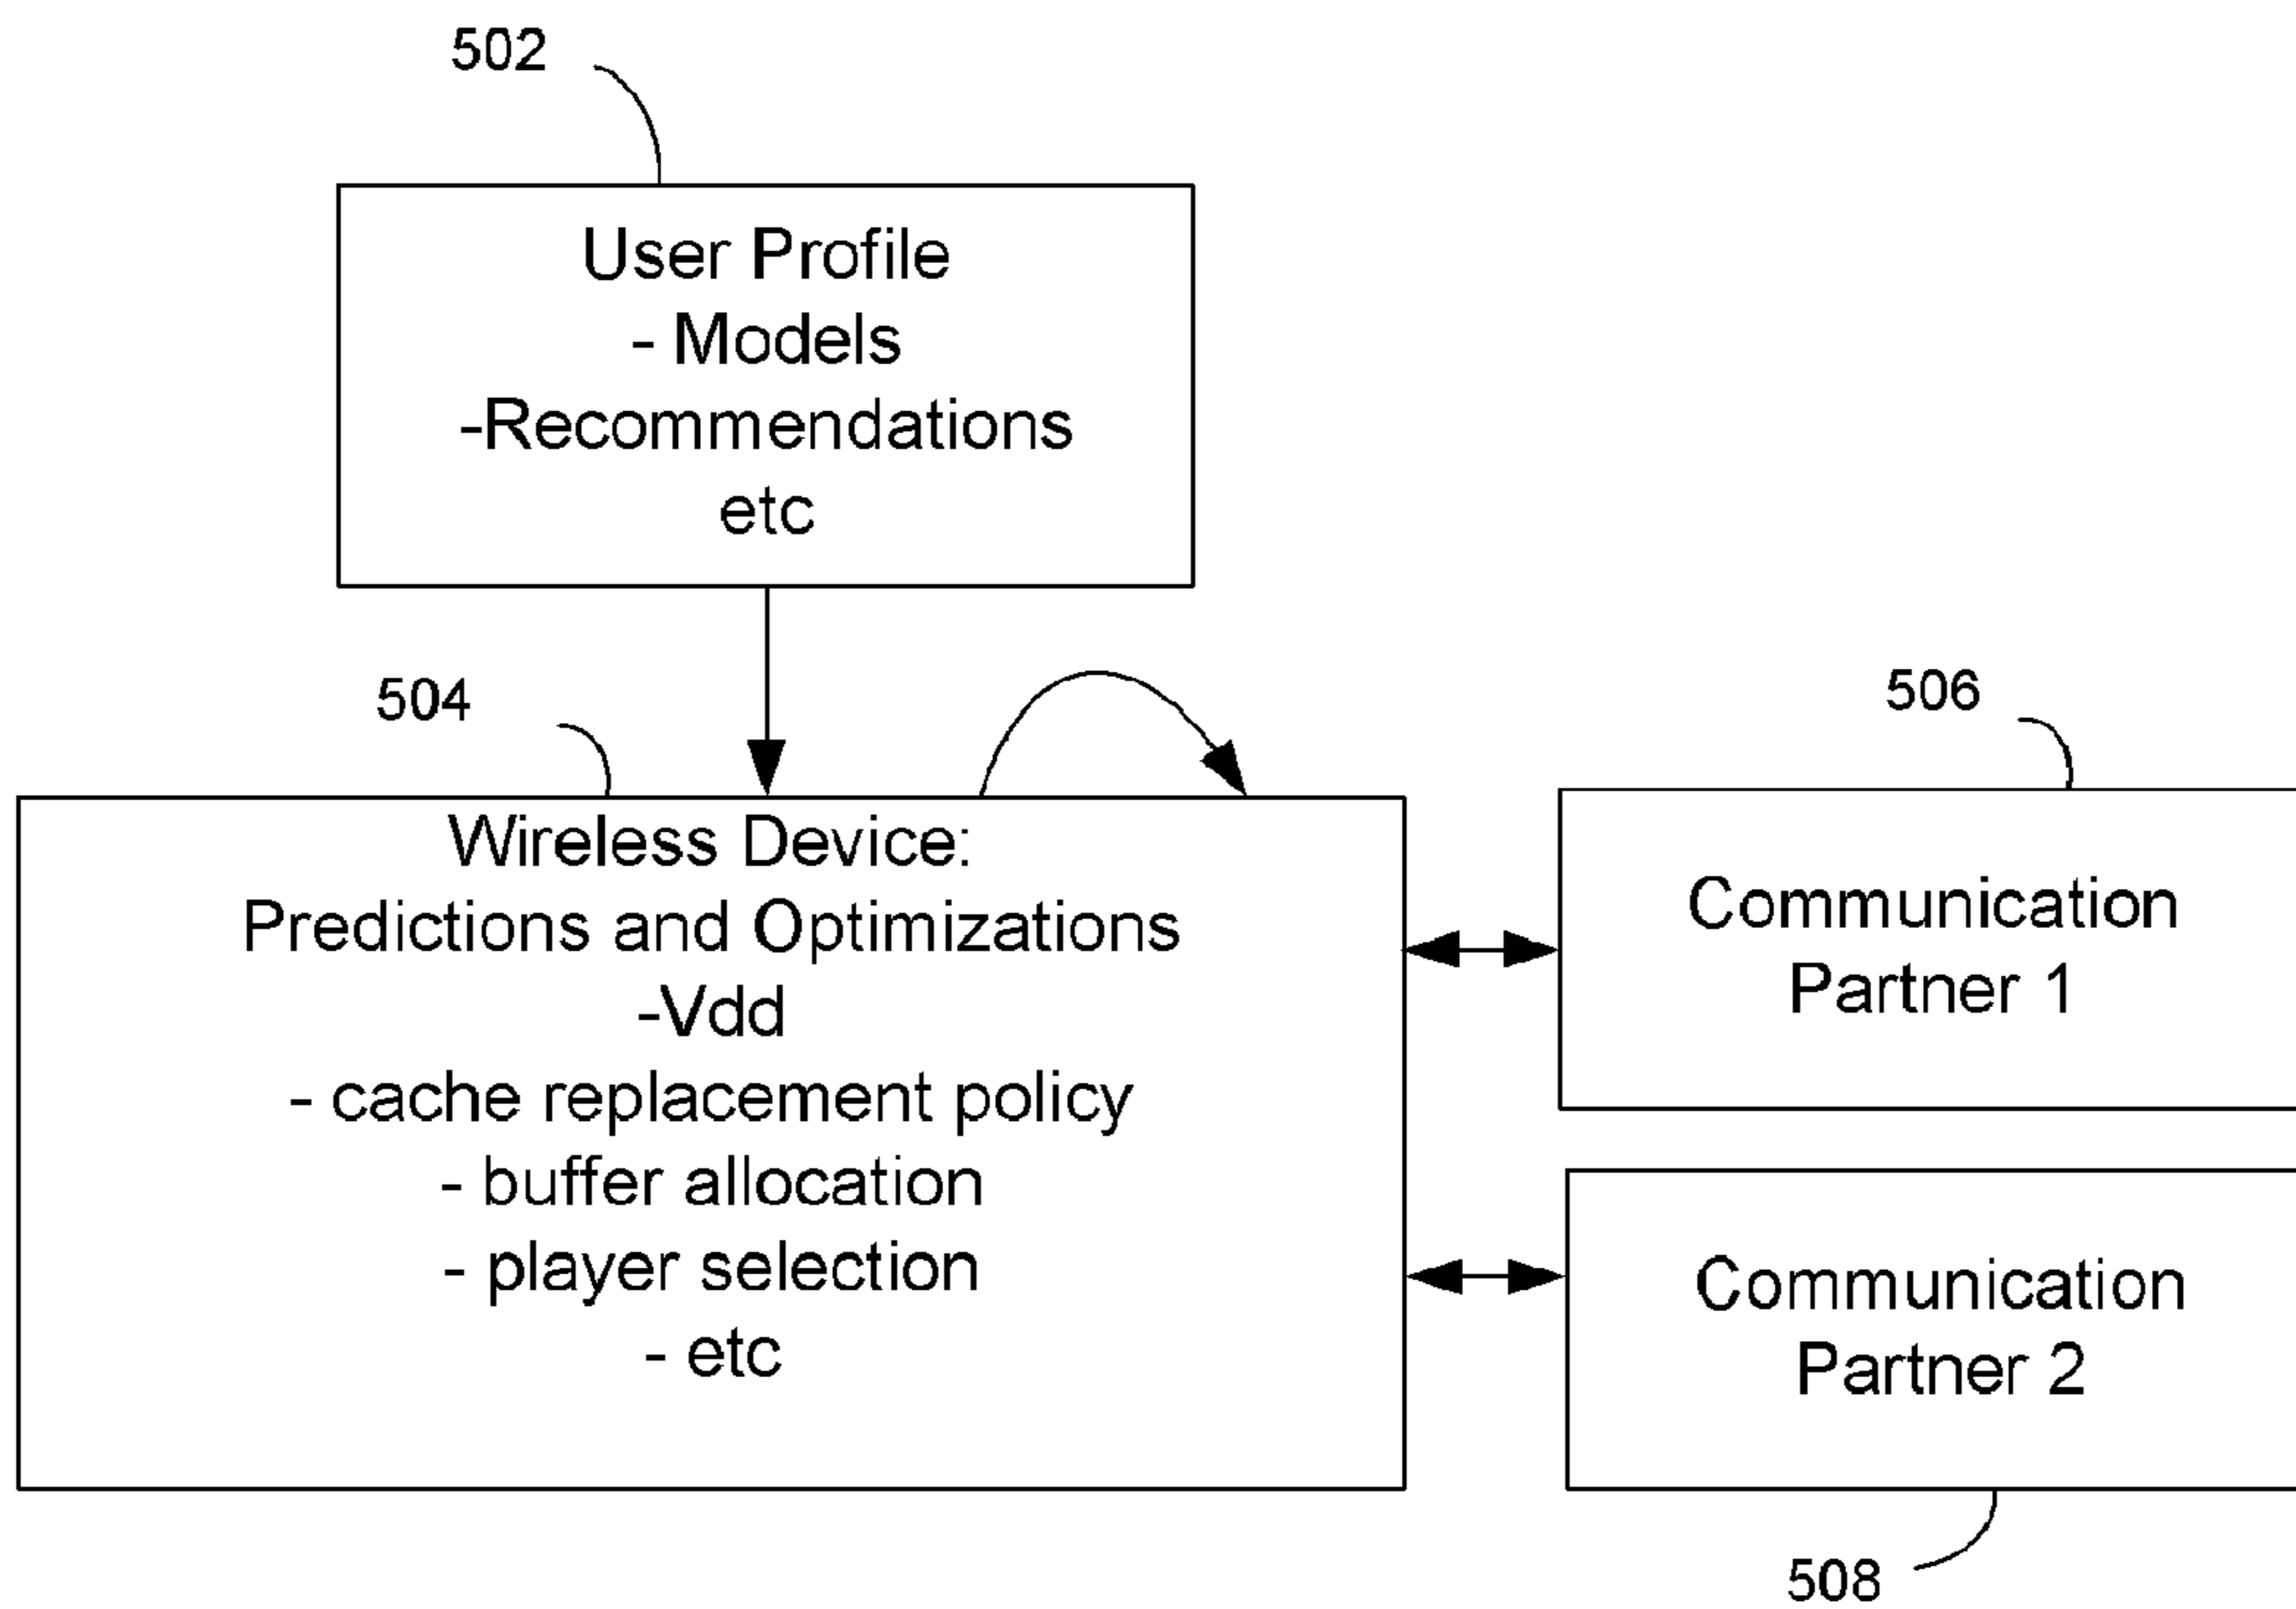 502
User Profile
- Models
-Recommendations
etc
504
Wireless Device:
Predictions and Optimizations
-Vdd
- cache replacement policy
- buffer allocation
- player selection
- etc
506
Communication
Partner 1
Communication
Partner 2
508